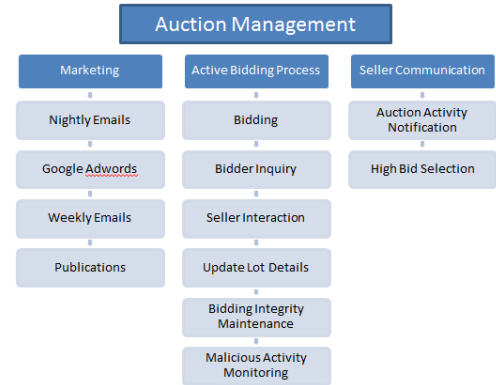 Auction Management
Marketing
Nightly Emails
Google Adwords
Weekly Emails
Publications
Active Bidding Process
Bidding
Bidder Inquiry
Seller Interaction
Update Lot Details
Bidding Integrity
Maintenance
Malicious Activity
Monitoring
Seller Communication
Auction Activity
Notification
High Bid Selection